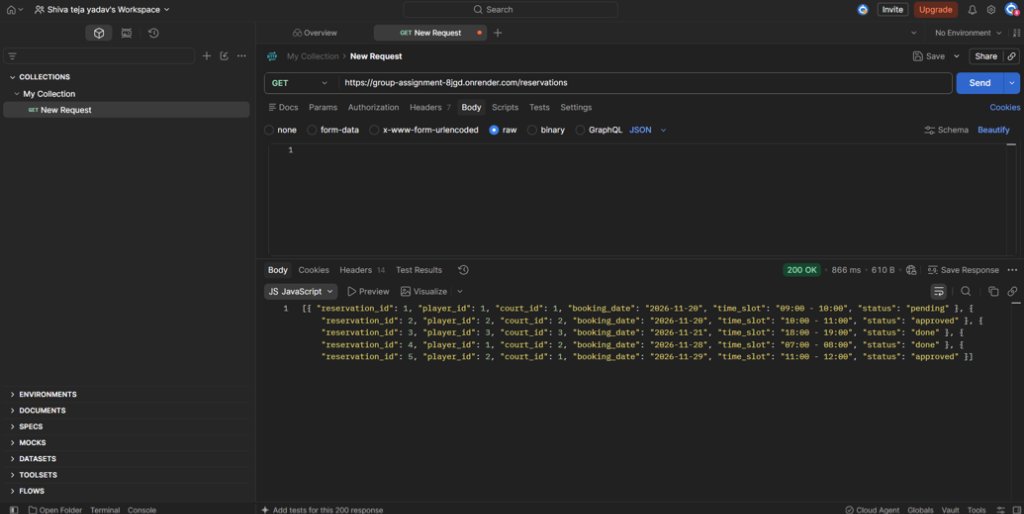 Shiva teja yadav's Workspace
Search
Invite
Upgrade
Overview
GET New Request
No Environment
COLLECTIONS
My Collection
GET New Request
My Collection > New Request
Save
Share
GET
https://group-assignment-8jgd.onrender.com/reservations
Send
Docs Params Authorization Headers 7 Body Scripts Tests Settings
Cookies
none form-data x-www-form-urlencoded raw binary GraphQL JSON
Schema Beautify
1
Body Cookies Headers 14 Test Results
200 OK • 866 ms • 610 B
Save Response
JS JavaScript Preview Visualize
1 [{ "reservation_id": 1, "player_id": 1, "court_id": 1, "booking_date": "2026-11-20", "time_slot": "09:00 - 10:00", "status": "pending" }, {
"reservation_id": 2, "player_id": 2, "court_id": 2, "booking_date": "2026-11-20", "time_slot": "10:00 - 11:00", "status": "approved" }, {
"reservation_id": 3, "player_id": 3, "court_id": 3, "booking_date": "2026-11-21", "time_slot": "18:00 - 19:00", "status": "done" }, {
"reservation_id": 4, "player_id": 1, "court_id": 2, "booking_date": "2026-11-28", "time_slot": "07:00 - 08:00", "status": "done" }, {
"reservation_id": 5, "player_id": 2, "court_id": 1, "booking_date": "2026-11-29", "time_slot": "11:00 - 12:00", "status": "approved" }]
ENVIRONMENTS
DOCUMENTS
SPECS
MOCKS
DATASETS
TOOLSETS
FLOWS
Open Folder Terminal Console
Add tests for this 200 response
Cloud Agent Globals Vault Tools